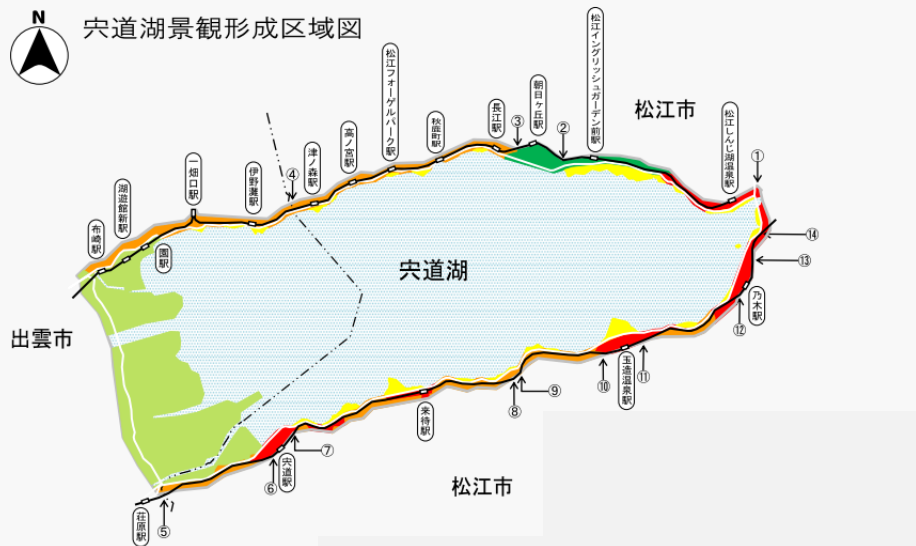 N
宍道湖景観形成区域図
松江市
松江イングリッシュガーデン前駅
朝日ヶ丘駅
長江駅
秋鹿町駅
松江フォーゲルパーク駅
高ノ宮駅
津ノ森駅
伊野灘駅
一畑口駅
湖遊館新駅
布崎駅
園駅
松江しんじ湖温泉駅
①
②
③
④
宍道湖
出雲市
⑭
⑬
乃木駅
⑫
⑪
玉造温泉駅
⑩
⑨
⑧
来待駅
⑦
宍道駅
⑥
松江市
荘原駅
⑤